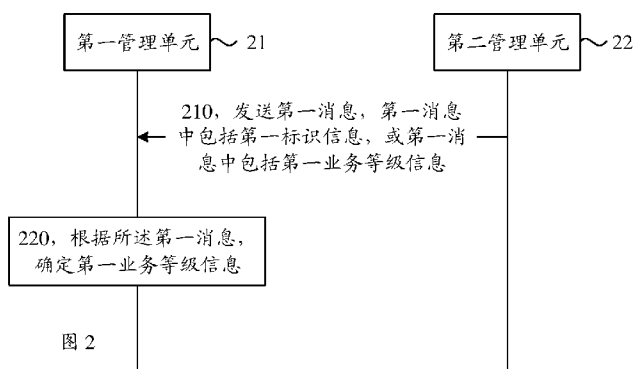 第一管理单元 21
第二管理单元 22
210，发送第一消息，第一消息
中包括第一标识信息，或第一消
息中包括第一业务等级信息
220，根据所述第一消息，
确定第一业务等级信息
图 2